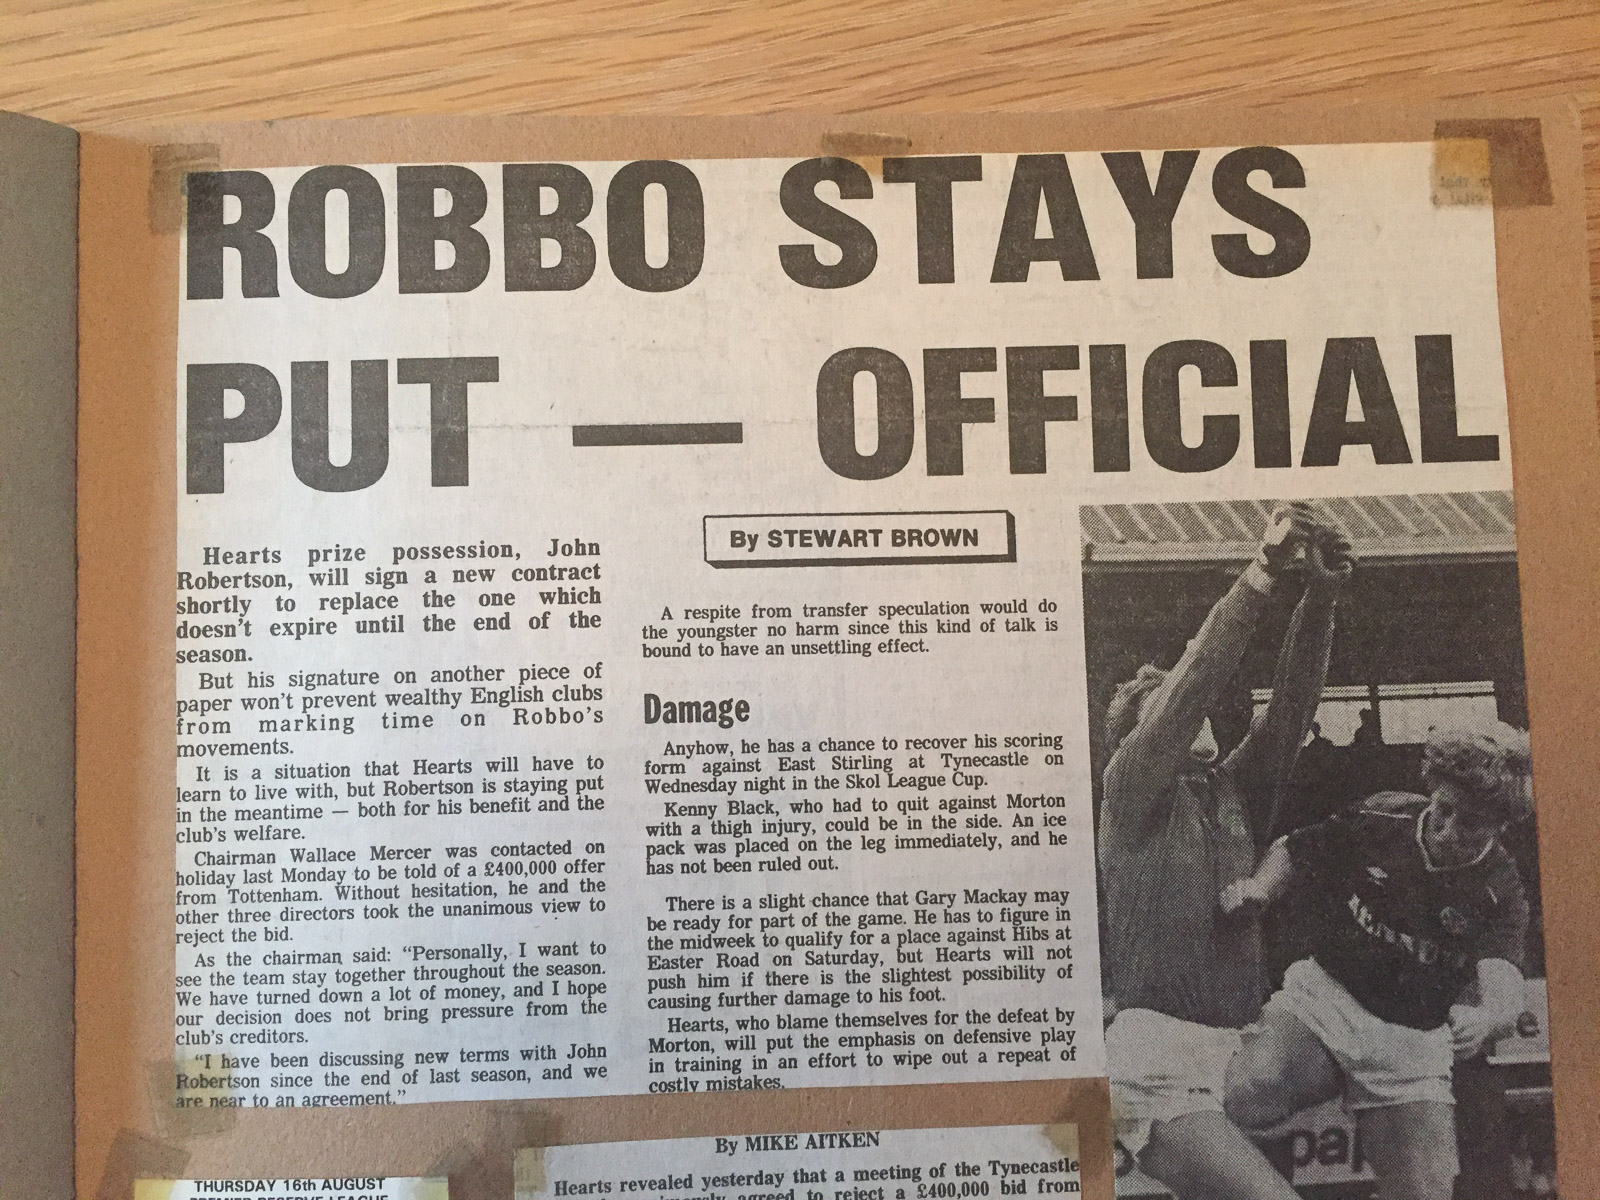 ROBBO STAYS
PUT — OFFICIAL
Hearts prize possession, John
Robertson, will sign a new contract
shortly to replace the one which
doesn't expire until the end of the
season.
But his signature on another piece of
paper won't prevent wealthy English clubs
from marking time on Robbo's
movements.
It is a situation that Hearts will have to
learn to live with, but Robertson is staying put
in the meantime — both for his benefit and the
club's welfare.
Chairman Wallace Mercer was contacted on
holiday last Monday to be told of a £400,000 offer
from Tottenham. Without hesitation, he and the
other three directors took the unanimous view to
reject the bid.
As the chairman said: “Personally, I want to
see the team stay together throughout the season.
We have turned down a lot of money, and I hope
our decision does not bring pressure from the
club's creditors.
“I have been discussing new terms with John
Robertson since the end of last season, and we
are near to an agreement.”
By STEWART BROWN
A respite from transfer speculation would do
the youngster no harm since this kind of talk is
bound to have an unsettling effect.
Damage
Anyhow, he has a chance to recover his scoring
form against East Stirling at Tynecastle on
Wednesday night in the Skol League Cup.
Kenny Black, who had to quit against Morton
with a thigh injury, could be in the side. An ice
pack was placed on the leg immediately, and he
has not been ruled out.
There is a slight chance that Gary Mackay may
be ready for part of the game. He has to figure in
the midweek to qualify for a place against Hibs at
Easter Road on Saturday, but Hearts will not
push him if there is the slightest possibility of
causing further damage to his foot.
Hearts, who blame themselves for the defeat by
Morton, will put the emphasis on defensive play
in training in an effort to wipe out a repeat of
costly mistakes.
THURSDAY 16th AUGUST
PREMIER RESERVE LEAGUE
By MIKE AITKEN
Hearts revealed yesterday that a meeting of the Tynecastle
agreed to reject a £400,000 bid from